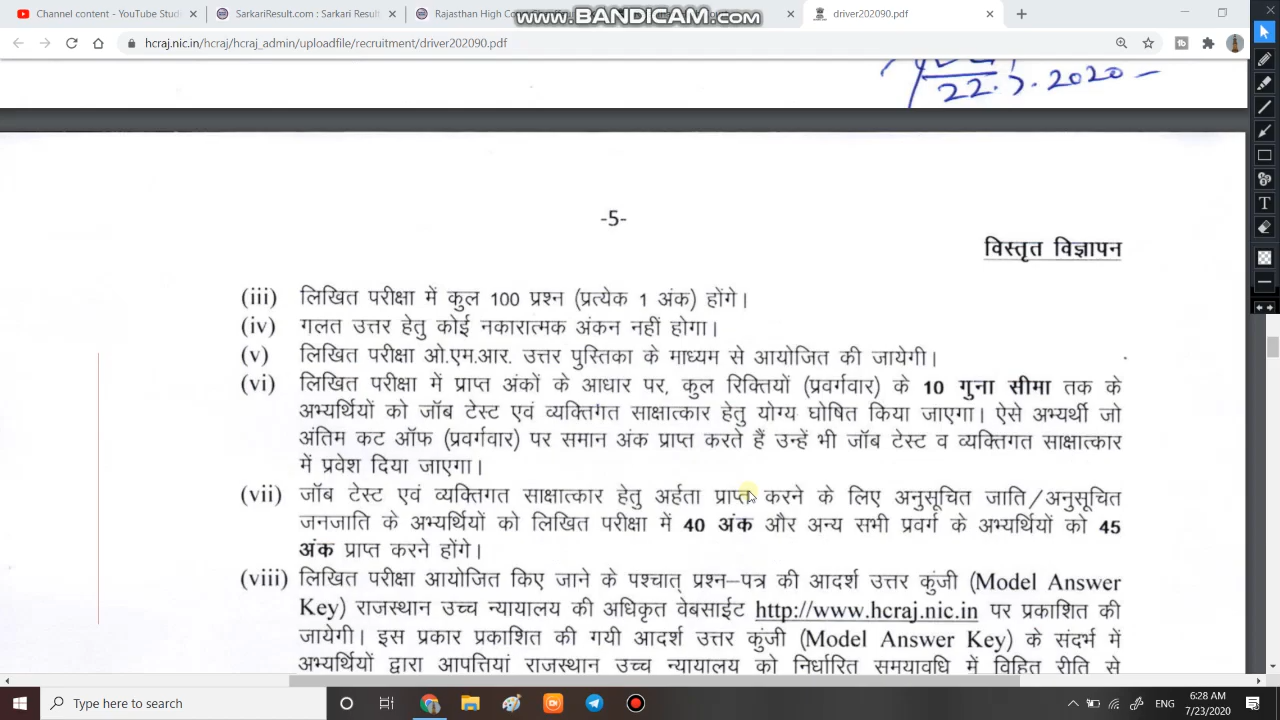 Channel content - YouTube Studi
SarkariResult.com : Sarkari Result
Rajasthan High Co
www.BANDICAM.com
driver202090.pdf
hcraj.nic.in/hcraj/hcraj_admin/uploadfile/recruitment/driver202090.pdf
-5-
विस्तृत विज्ञापन
(iii) लिखित परीक्षा में कुल 100 प्रश्न (प्रत्येक 1 अंक) होंगे।
(iv) गलत उत्तर हेतु कोई नकारात्मक अंकन नहीं होगा।
(v) लिखित परीक्षा ओ.एम.आर. उत्तर पुस्तिका के माध्यम से आयोजित की जायेगी।
(vi) लिखित परीक्षा में प्राप्त अंकों के आधार पर, कुल रिक्तियों (प्रवर्गवार) के 10 गुना सीमा तक के
अभ्यर्थियों को जॉब टेस्ट एवं व्यक्तिगत साक्षात्कार हेतु योग्य घोषित किया जाएगा। ऐसे अभ्यर्थी जो
अंतिम कट ऑफ (प्रवर्गवार) पर समान अंक प्राप्त करते हैं उन्हें भी जॉब टेस्ट व व्यक्तिगत साक्षात्कार
में प्रवेश दिया जाएगा।
(vii) जॉब टेस्ट एवं व्यक्तिगत साक्षात्कार हेतु अर्हता प्राप्त करने के लिए अनुसूचित जाति/अनुसूचित
जनजाति के अभ्यर्थियों को लिखित परीक्षा में 40 अंक और अन्य सभी प्रवर्ग के अभ्यर्थियों को 45
अंक प्राप्त करने होंगे।
(viii) लिखित परीक्षा आयोजित किए जाने के पश्चात् प्रश्न–पत्र की आदर्श उत्तर कुंजी (Model Answer
Key) राजस्थान उच्च न्यायालय की अधिकृत वेबसाईट http://www.hcraj.nic.in पर प्रकाशित की
जायेगी। इस प्रकार प्रकाशित की गयी आदर्श उत्तर कुंजी (Model Answer Key) के संदर्भ में
अभ्यर्थियों द्वारा आपत्तियां राजस्थान उच्च न्यायालय को निर्धारित समयावधि में विहित रीति से
Type here to search
ENG
6:28 AM
7/23/2020